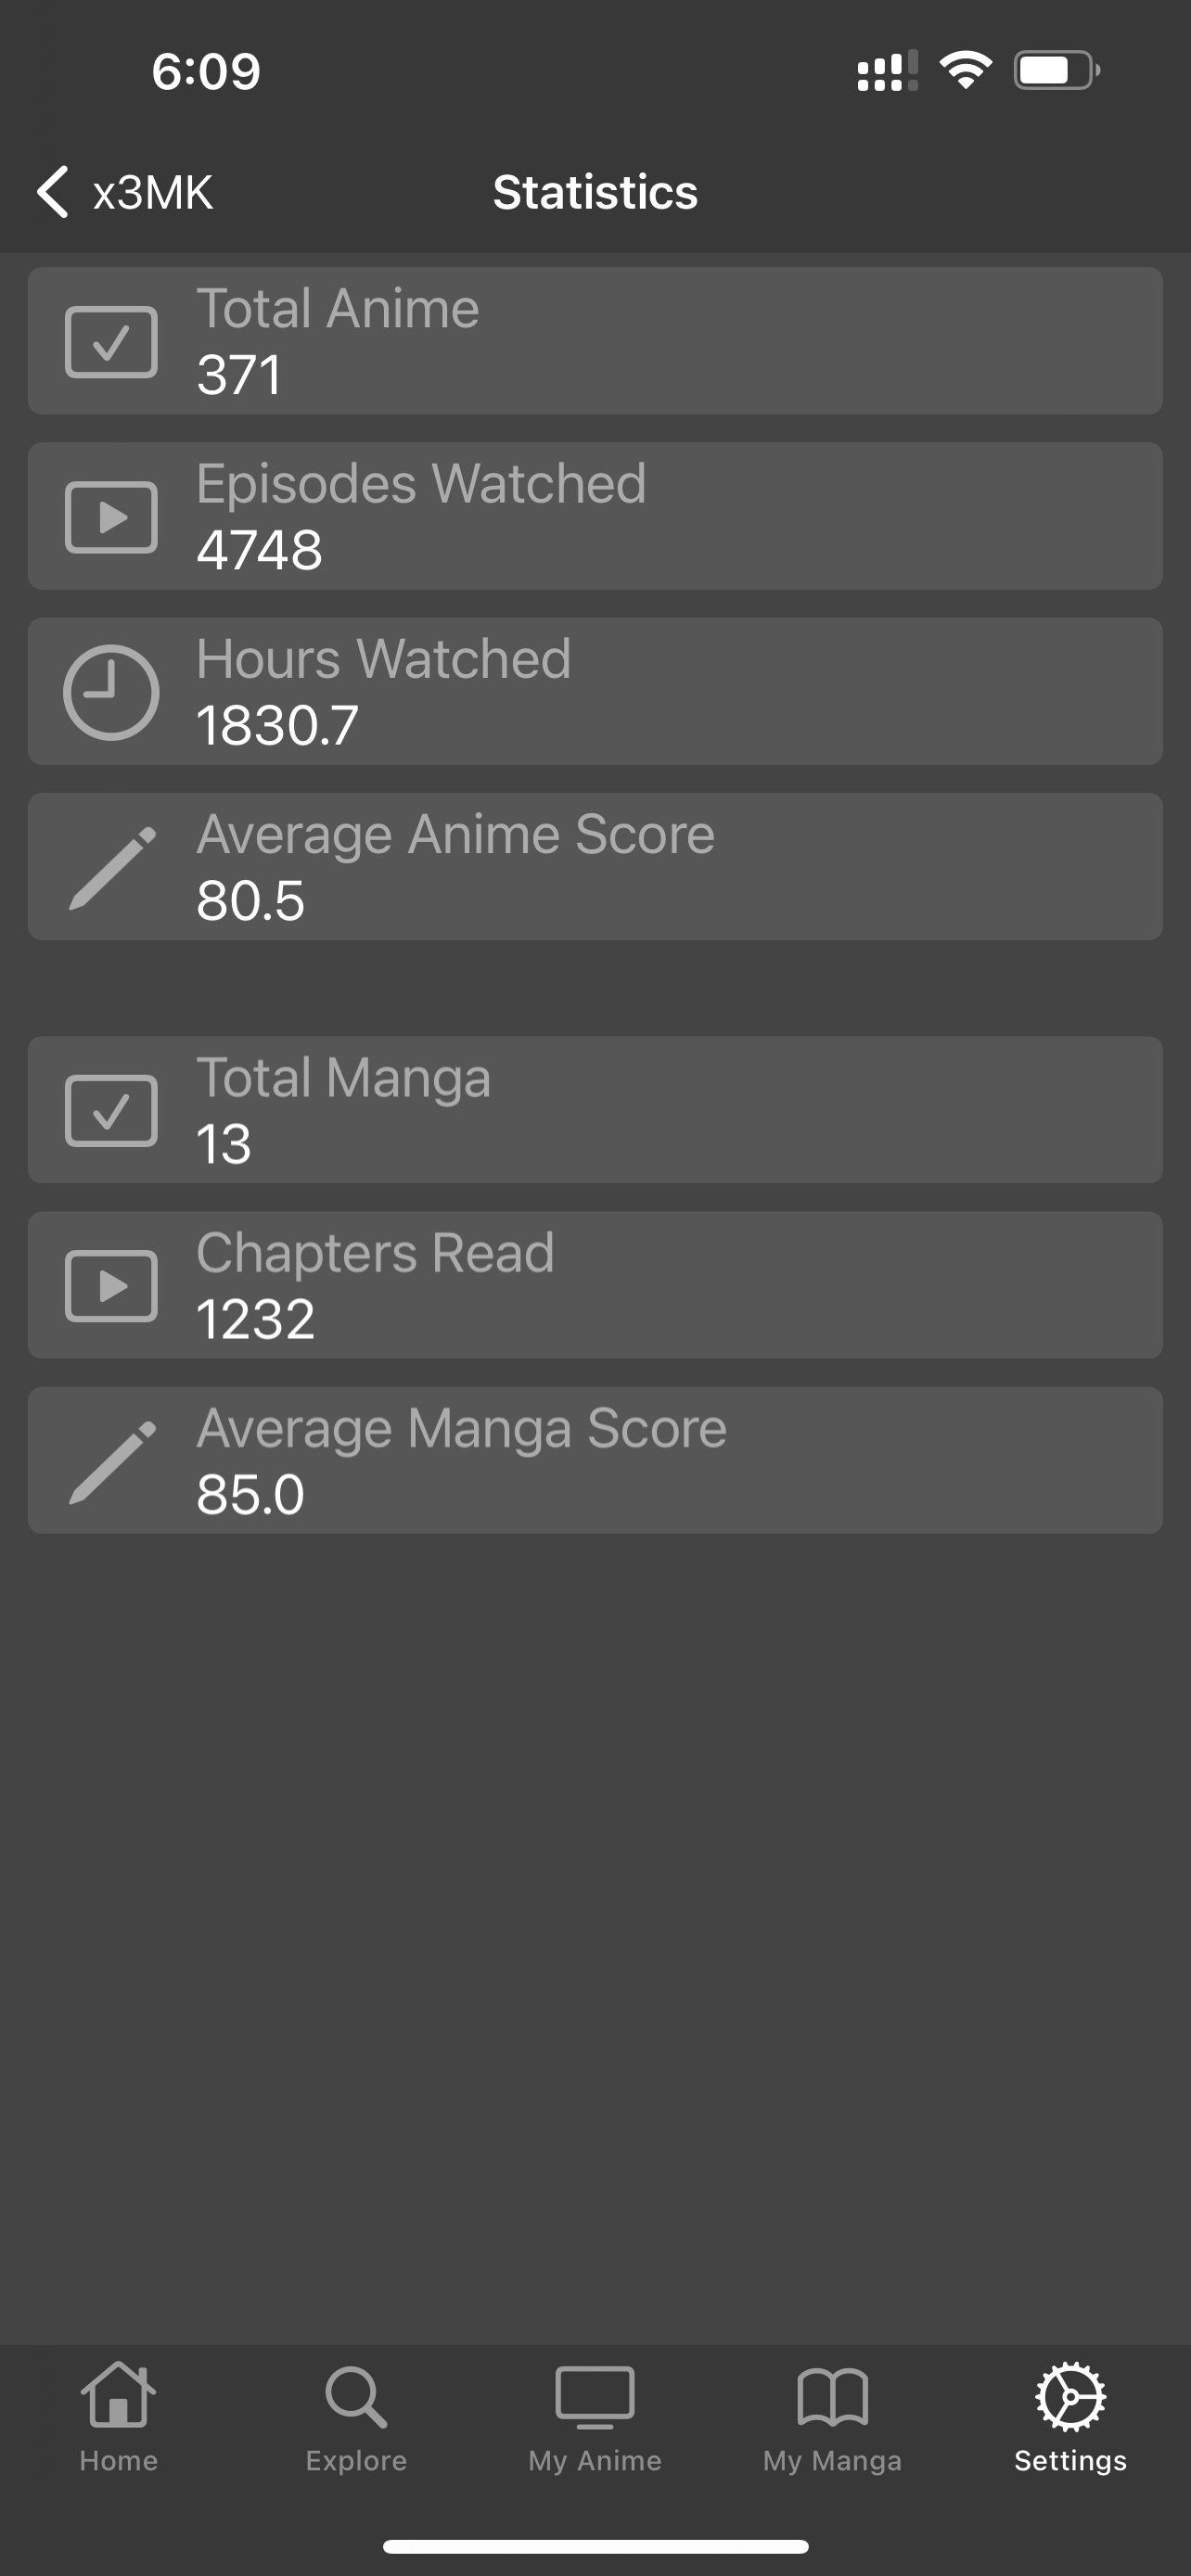 6:09
x3MK
Statistics
Total Anime
371
Episodes Watched
4748
Hours Watched
1830.7
Average Anime Score
80.5
Total Manga
13
Chapters Read
1232
Average Manga Score
85.0
Home
Explore
My Anime
My Manga
Settings